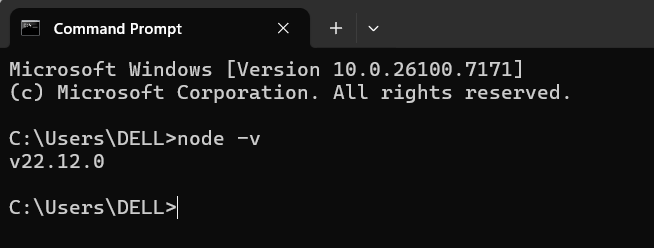 Command Prompt
Microsoft Windows [Version 10.0.26100.7171]
(c) Microsoft Corporation. All rights reserved.
C:\Users\DELL>node -v
v22.12.0
C:\Users\DELL>